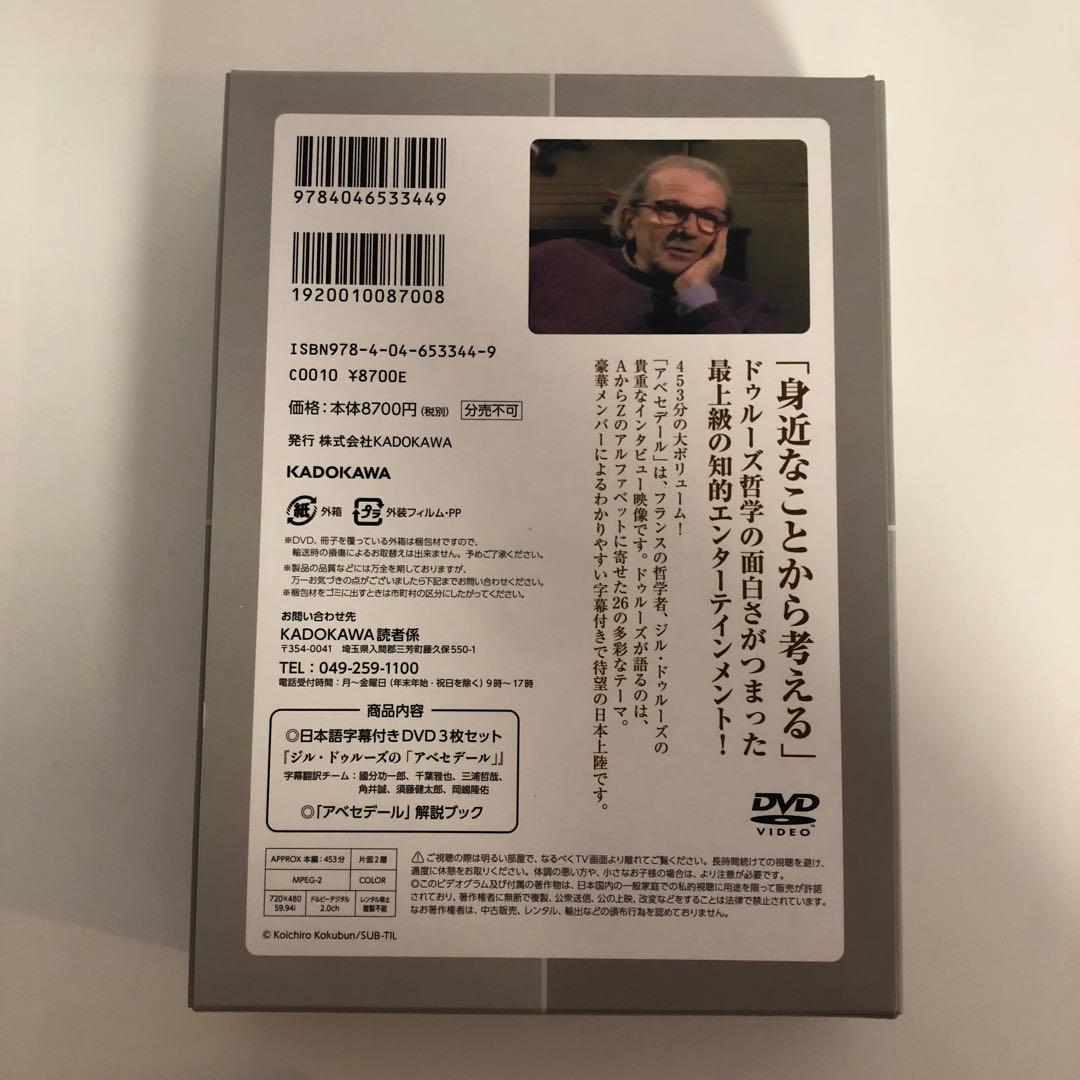 9784046533449
1920010087008
ISBN978-4-04-653344-9
C0010 ¥8700E
価格：本体8700円（税別） 分売不可
発行 株式会社KADOKAWA
KADOKAWA
紙 外箱 プラ 外装フィルム・PP
※DVD、冊子を覆っている外箱は梱包材ですので、
輸送時の損傷によるお取替えは出来ません。予めご了承ください。
※製品の品質などには万全を期しておりますが、
万一お気づきの点がございましたら下記までお問い合わせください。
※梱包材をゴミに出すときは市町村の区分にしたがってください。
お問い合わせ先
KADOKAWA読者係
〒354-0041 埼玉県入間郡三芳町藤久保550-1
TEL：049-259-1100
電話受付時間：月〜金曜日（年末年始・祝日を除く）9時〜17時
商品内容
◎日本語字幕付きDVD3枚セット
『ジル・ドゥルーズの「アベセデール」』
字幕翻訳チーム：國分功一郎、千葉雅也、三浦哲哉、
角井誠、須藤健太郎、岡嶋隆佑
◎「アベセデール」解説ブック
「身近なことから考える」
ドゥルーズ哲学の面白さがつまった
最上級の知的エンターテインメント！
453分の大ボリューム！
「アベセデール」は、フランスの哲学者、ジル・ドゥルーズの
貴重なインタビュー映像です。ドゥルーズが語るのは、
AからZのアルファベットに寄せた26の多彩なテーマ。
豪華メンバーによるわかりやすい字幕付きで待望の日本上陸です。
DVD
VIDEO™
APPROX 本編：453分 片面2層
MPEG-2 COLOR
720×480 59.94i ドルビーデジタル 2.0ch レンタル禁止 複製不能
⚠ご視聴の際は明るい部屋で、なるべくTV画面より離れてご覧ください。長時間続けての視聴を避け、
適度に休憩をお取りください。体調の悪い方や、小さなお子様の場合は、より注意が必要です。
◎このビデオグラム及び付属の著作物は、日本国内の一般家庭での私的視聴に用途を限って販売が許諾
されており、著作権者に無断で複製、公衆送信、公の上映、改変などをすることは法律で禁止されています。
なお著作権者は、中古販売、レンタル、輸出などの頒布行為を認めておりません。
© Koichiro Kokubun/SUB-TIL